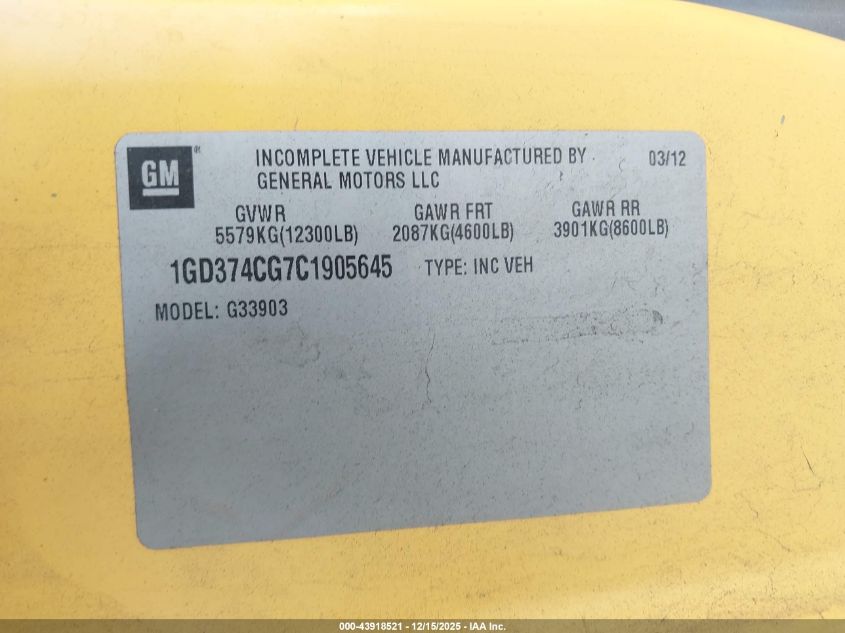 GM
INCOMPLETE VEHICLE MANUFACTURED BY 03/12
GENERAL MOTORS LLC
GVWR GAWR FRT GAWR RR
5579KG(12300LB) 2087KG(4600LB) 3901KG(8600LB)
1GD374CG7C1905645 TYPE: INC VEH
MODEL: G33903
000-43918521 - 12/15/2025 - IAA Inc.